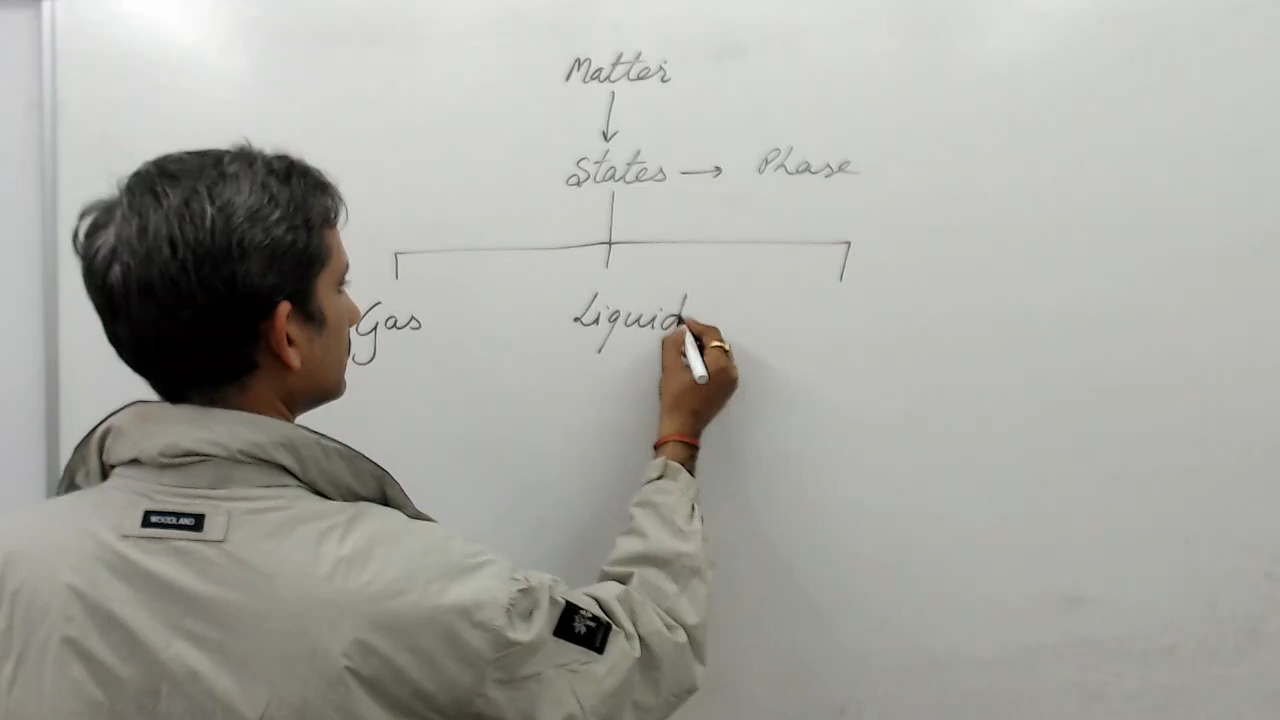 Matter
States → Phase
Gas Liquid
WOODLAND